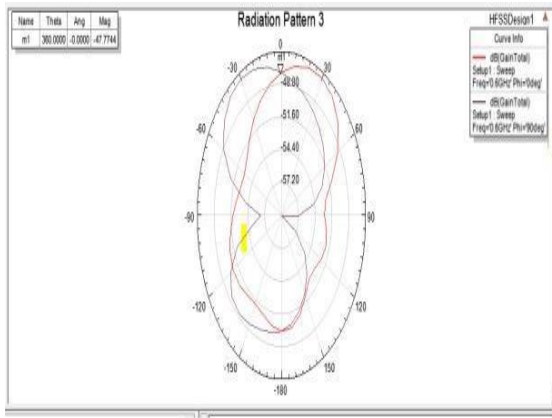 Radiation Pattern 3
HFSSDesign1
Name Theta Ang Mag
m1 360.0000 -0.0000 -47.7744
Curve Info
dB(GainTotal)
Setup1 : Sweep
Freq='0.6GHz' Phi='0deg'
dB(GainTotal)
Setup1 : Sweep
Freq='0.6GHz' Phi='90deg'
0
m1
-30
30
-48.80
-60
60
-51.60
-54.40
-57.20
-90
90
-120
120
-150
150
-180